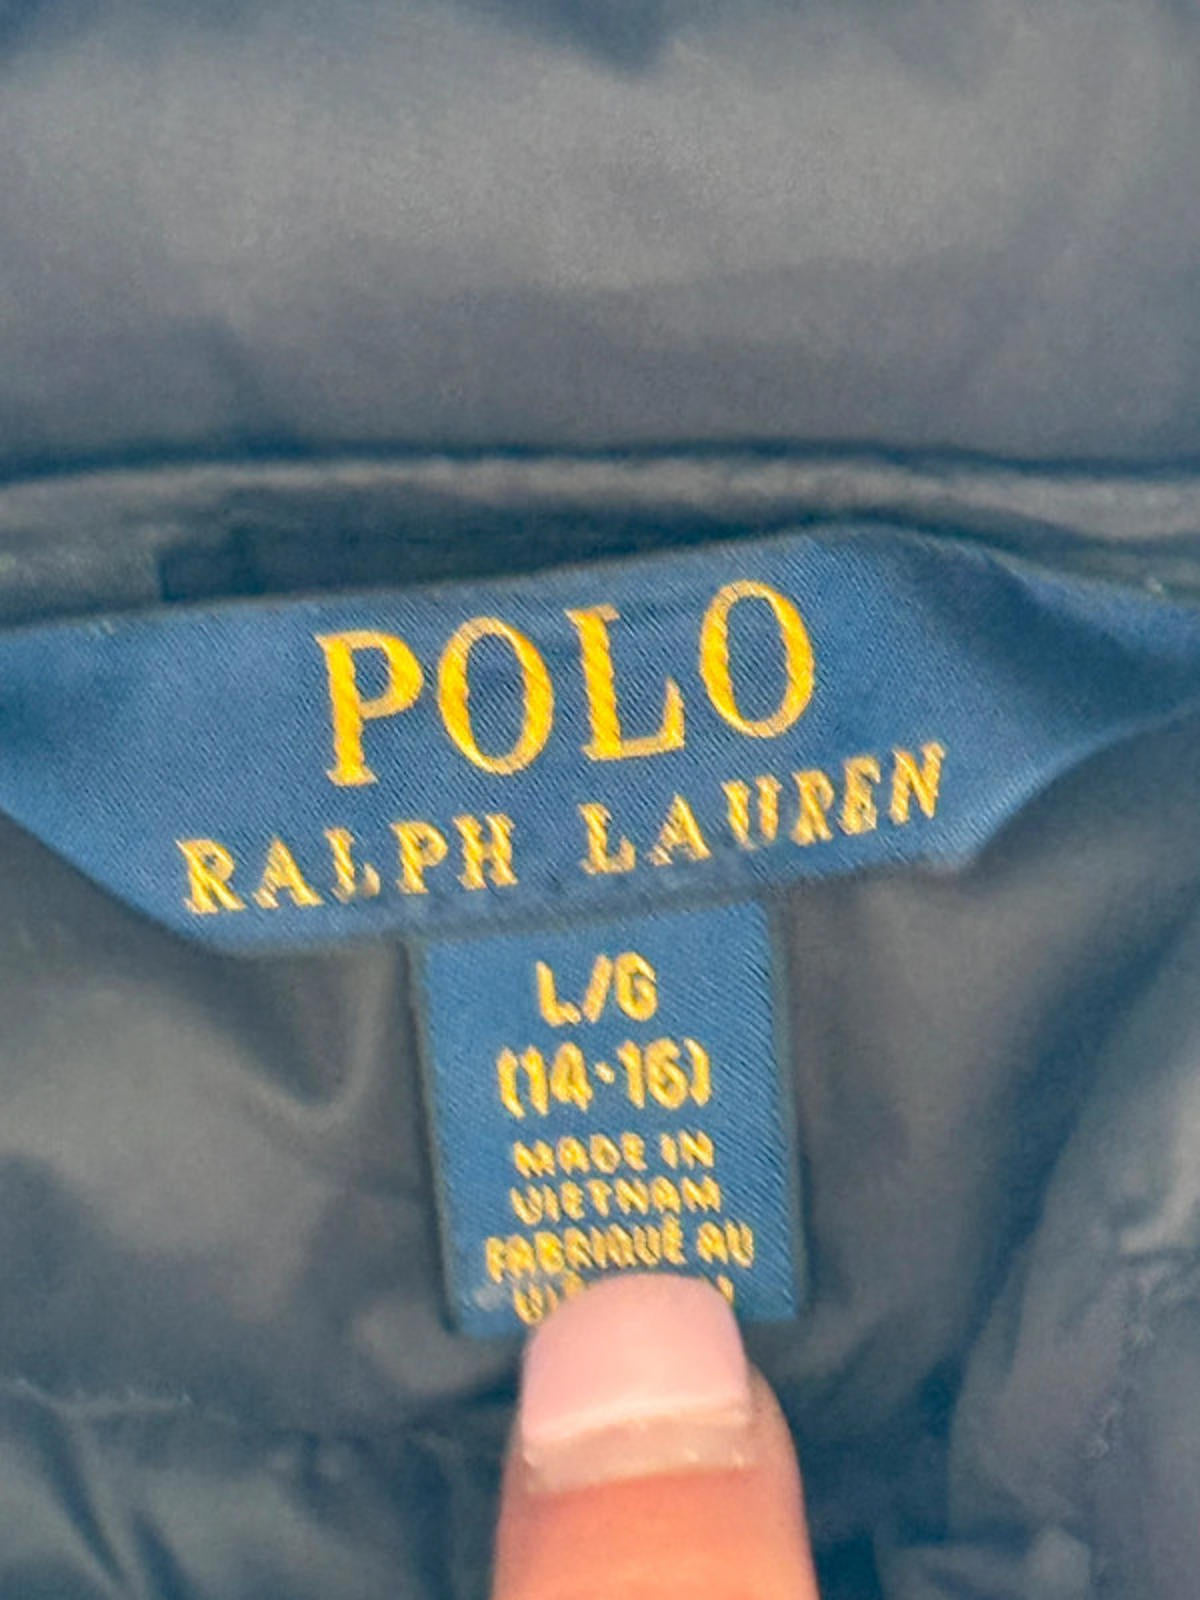 POLO
RALPH LAUREN
L/G
(14-16)
MADE IN
VIETNAM
FABRIQUÉ AU